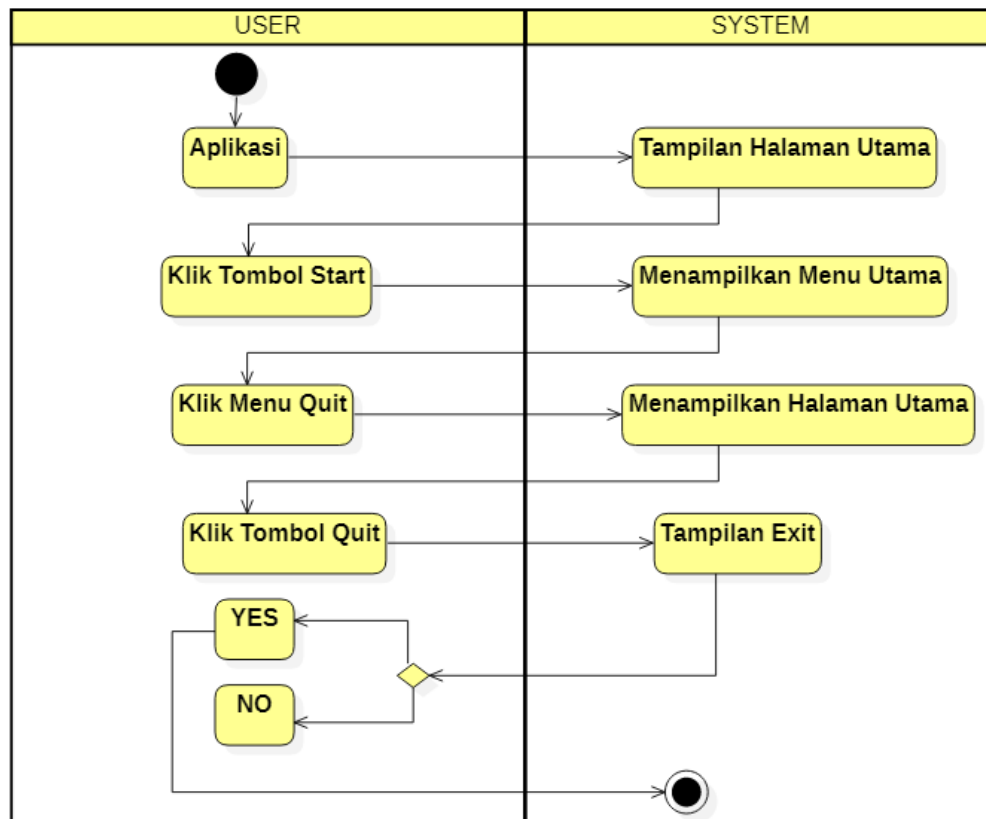 USER
SYSTEM
Aplikasi
Tampilan Halaman Utama
Klik Tombol Start
Menampilkan Menu Utama
Klik Menu Quit
Menampilkan Halaman Utama
Klik Tombol Quit
Tampilan Exit
YES
NO